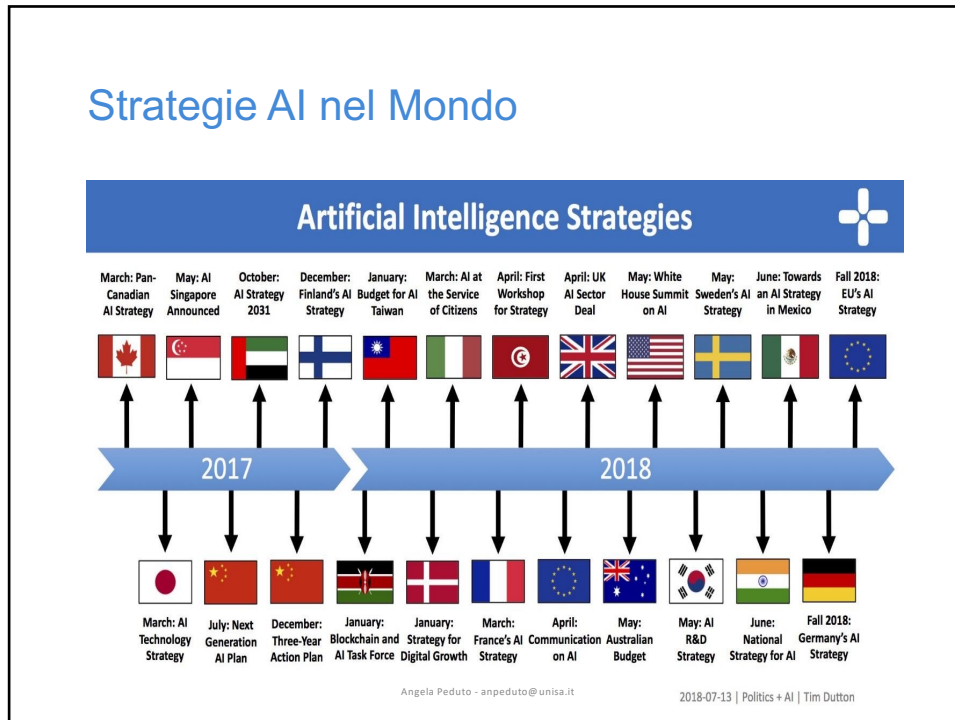 Strategie AI nel Mondo
Artificial Intelligence Strategies
March: Pan-
Canadian
AI Strategy
May: AI
Singapore
Announced
October:
AI Strategy
2031
December:
Finland's AI
Strategy
January:
Budget for AI
Taiwan
March: AI at
the Service
of Citizens
April: First
Workshop
for Strategy
April: UK
AI Sector
Deal
May: White
House Summit
on AI
May:
Sweden's AI
Strategy
June: Towards
an AI Strategy
in Mexico
Fall 2018:
EU's AI
Strategy
2017
2018
March: AI
Technology
Strategy
July: Next
Generation
AI Plan
December:
Three-Year
Action Plan
January:
Blockchain and
AI Task Force
January:
Strategy for
Digital Growth
March:
France's AI
Strategy
April:
Communication
on AI
May:
Australian
Budget
May: AI
R&D
Strategy
June:
National
Strategy for AI
Fall 2018:
Germany's AI
Strategy
Angela Peduto - anpeduto@unisa.it
2018-07-13 | Politics + AI | Tim Dutton